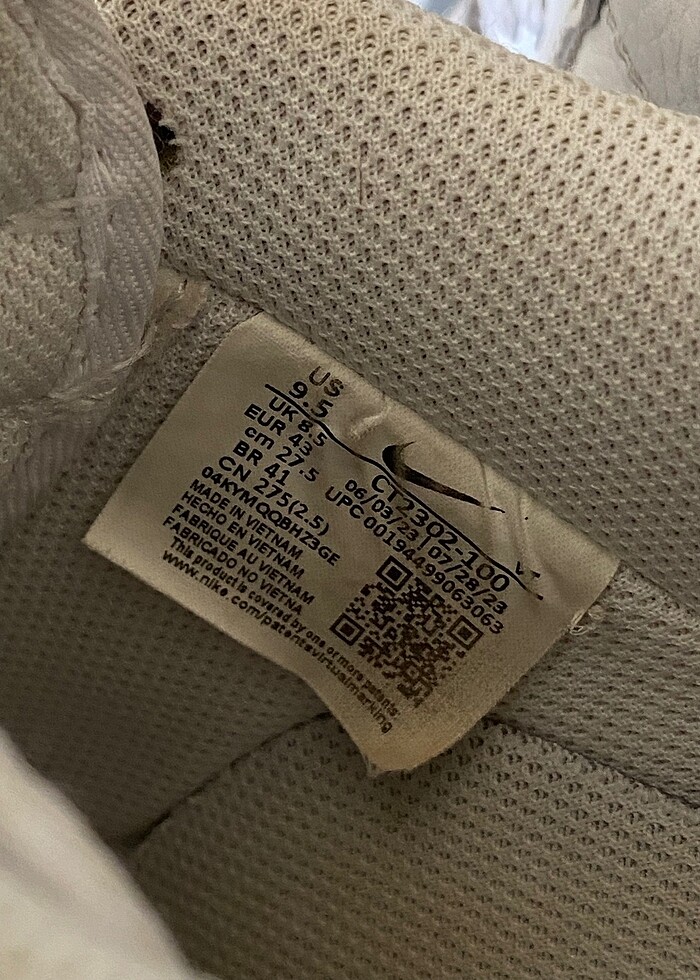 US
9.5
UK 8.5
EUR 43
cm 27.5
BR 41
CN 275(2.5)
04KYMQQBHZ3GE
MADE IN VIETNAM
HECHO EN VIETNAM
FABRIQUE AU VIETNAM
FABRICADO NO VIETNA
This product is covered by one or more patents
www.nike.com/patentsvirtualmarking
CT2302-100
06/03/23 07/28/23
UPC 00194499063063
VT